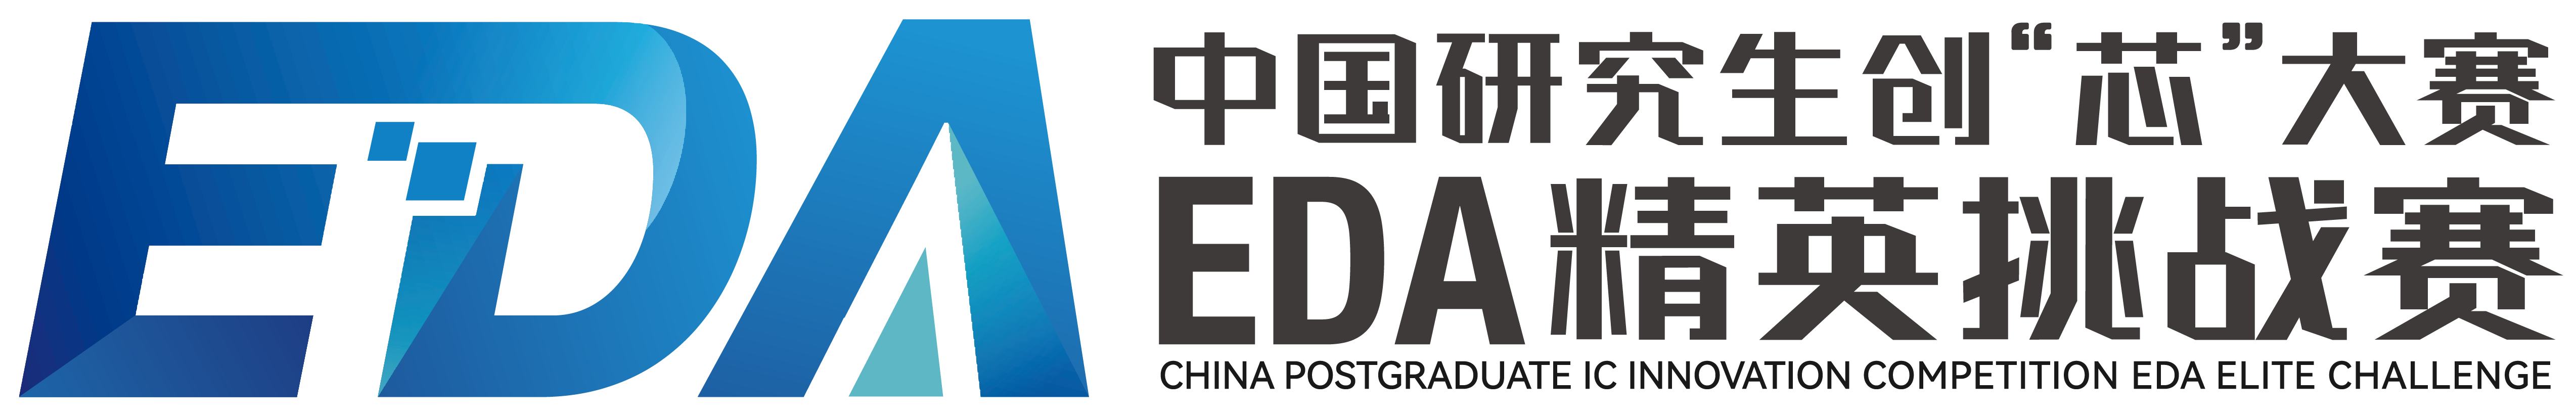 EDA
中国研究生创“芯”大赛
EDA精英挑战赛
CHINA POSTGRADUATE IC INNOVATION COMPETITION EDA ELITE CHALLENGE